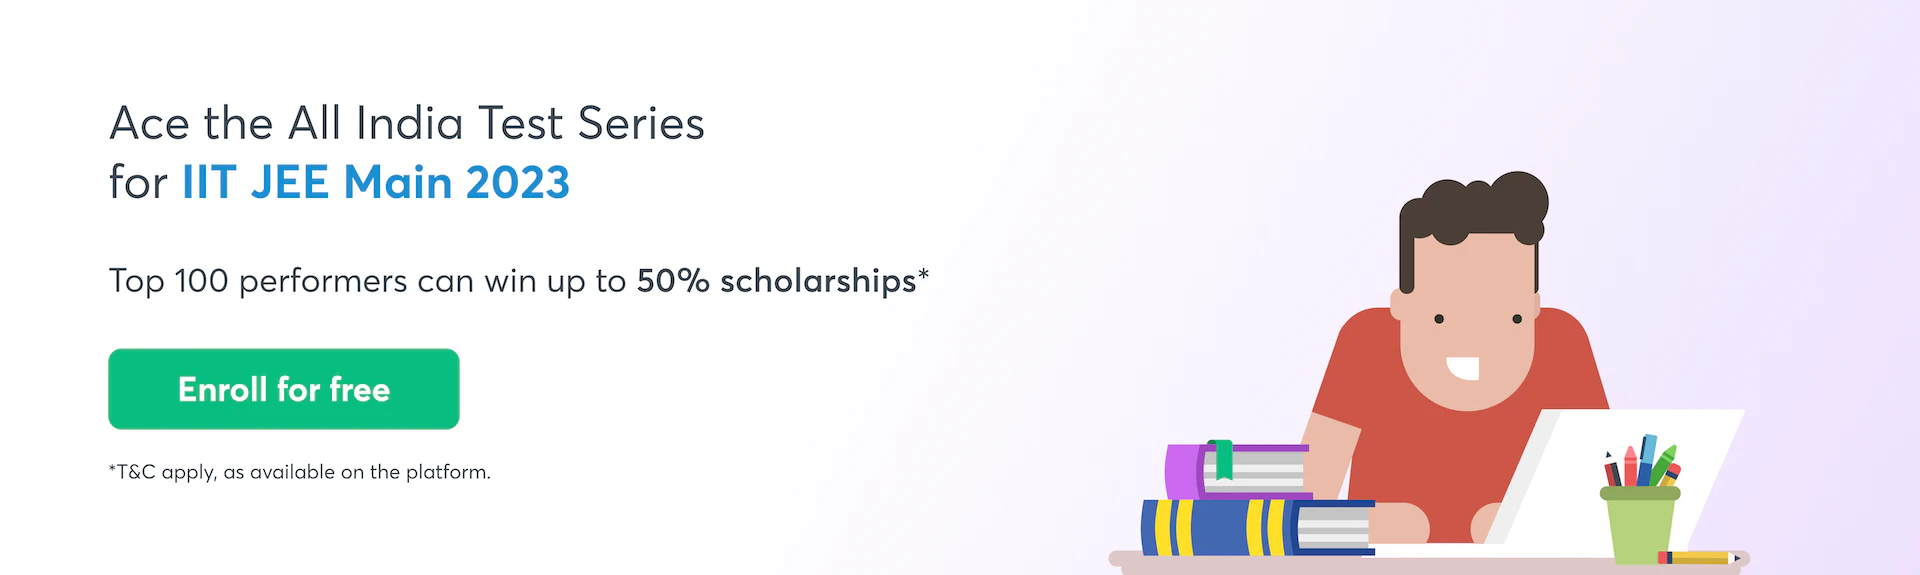 Ace the All India Test Series
for IIT JEE Main 2023
Top 100 performers can win up to 50% scholarships*
Enroll for free
*T&C apply, as available on the platform.